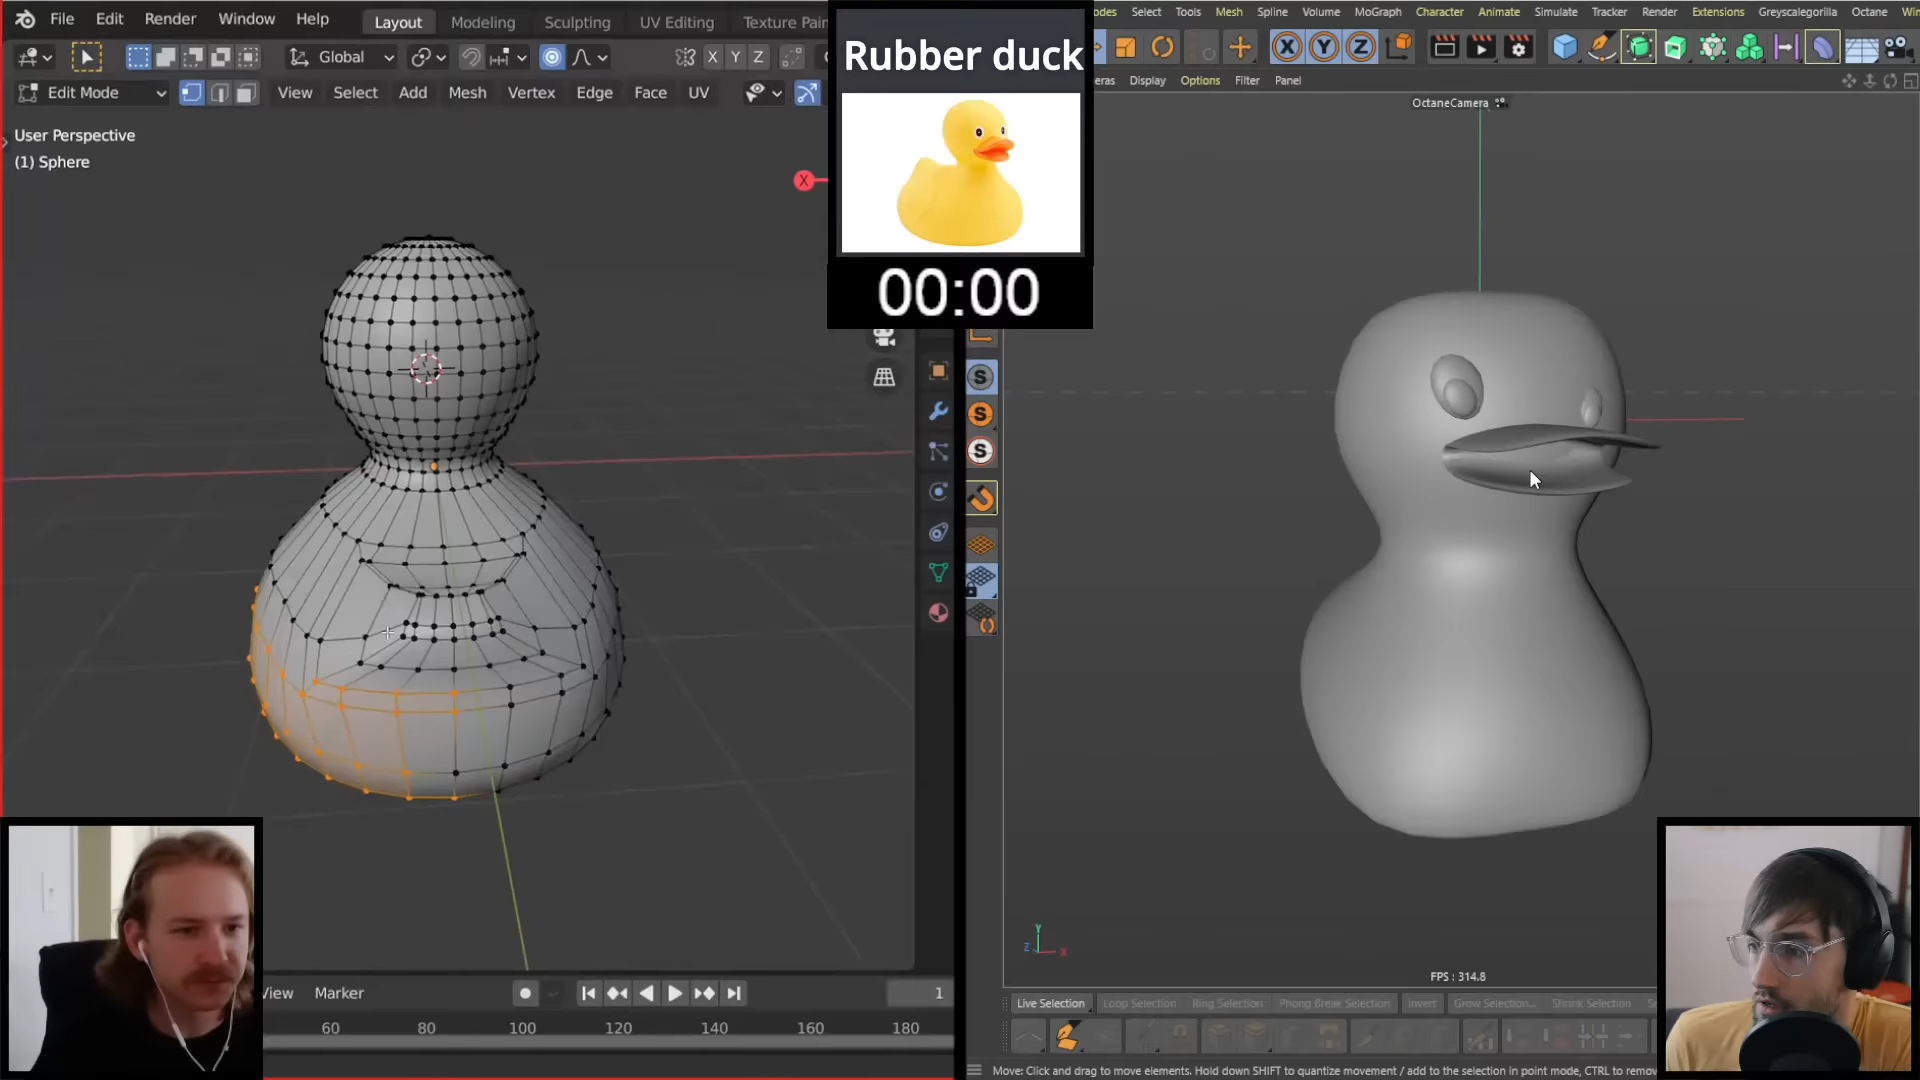 File Edit Render Window Help Layout Modeling Sculpting UV Editing Texture Pain
Global X Y Z
Edit Mode View Select Add Mesh Vertex Edge Face UV
User Perspective
(1) Sphere
X
Rubber duck
00:00
odes Select Tools Mesh Spline Volume MoGraph Character Animate Simulate Tracker Render Extensions Greyscalegorilla Octane Win
X Y Z
eras Display Options Filter Panel
OctaneCamera
S
S
S
Y
Z X
FPS : 314.8
View Marker 1
60 80 100 120 140 160 180
Live Selection Loop Selection Ring Selection Phong Break Selection Invert Grow Selection... Shrink Selection Se
Move: Click and drag to move elements. Hold down SHIFT to quantize movement / add to the selection in point mode, CTRL to remov